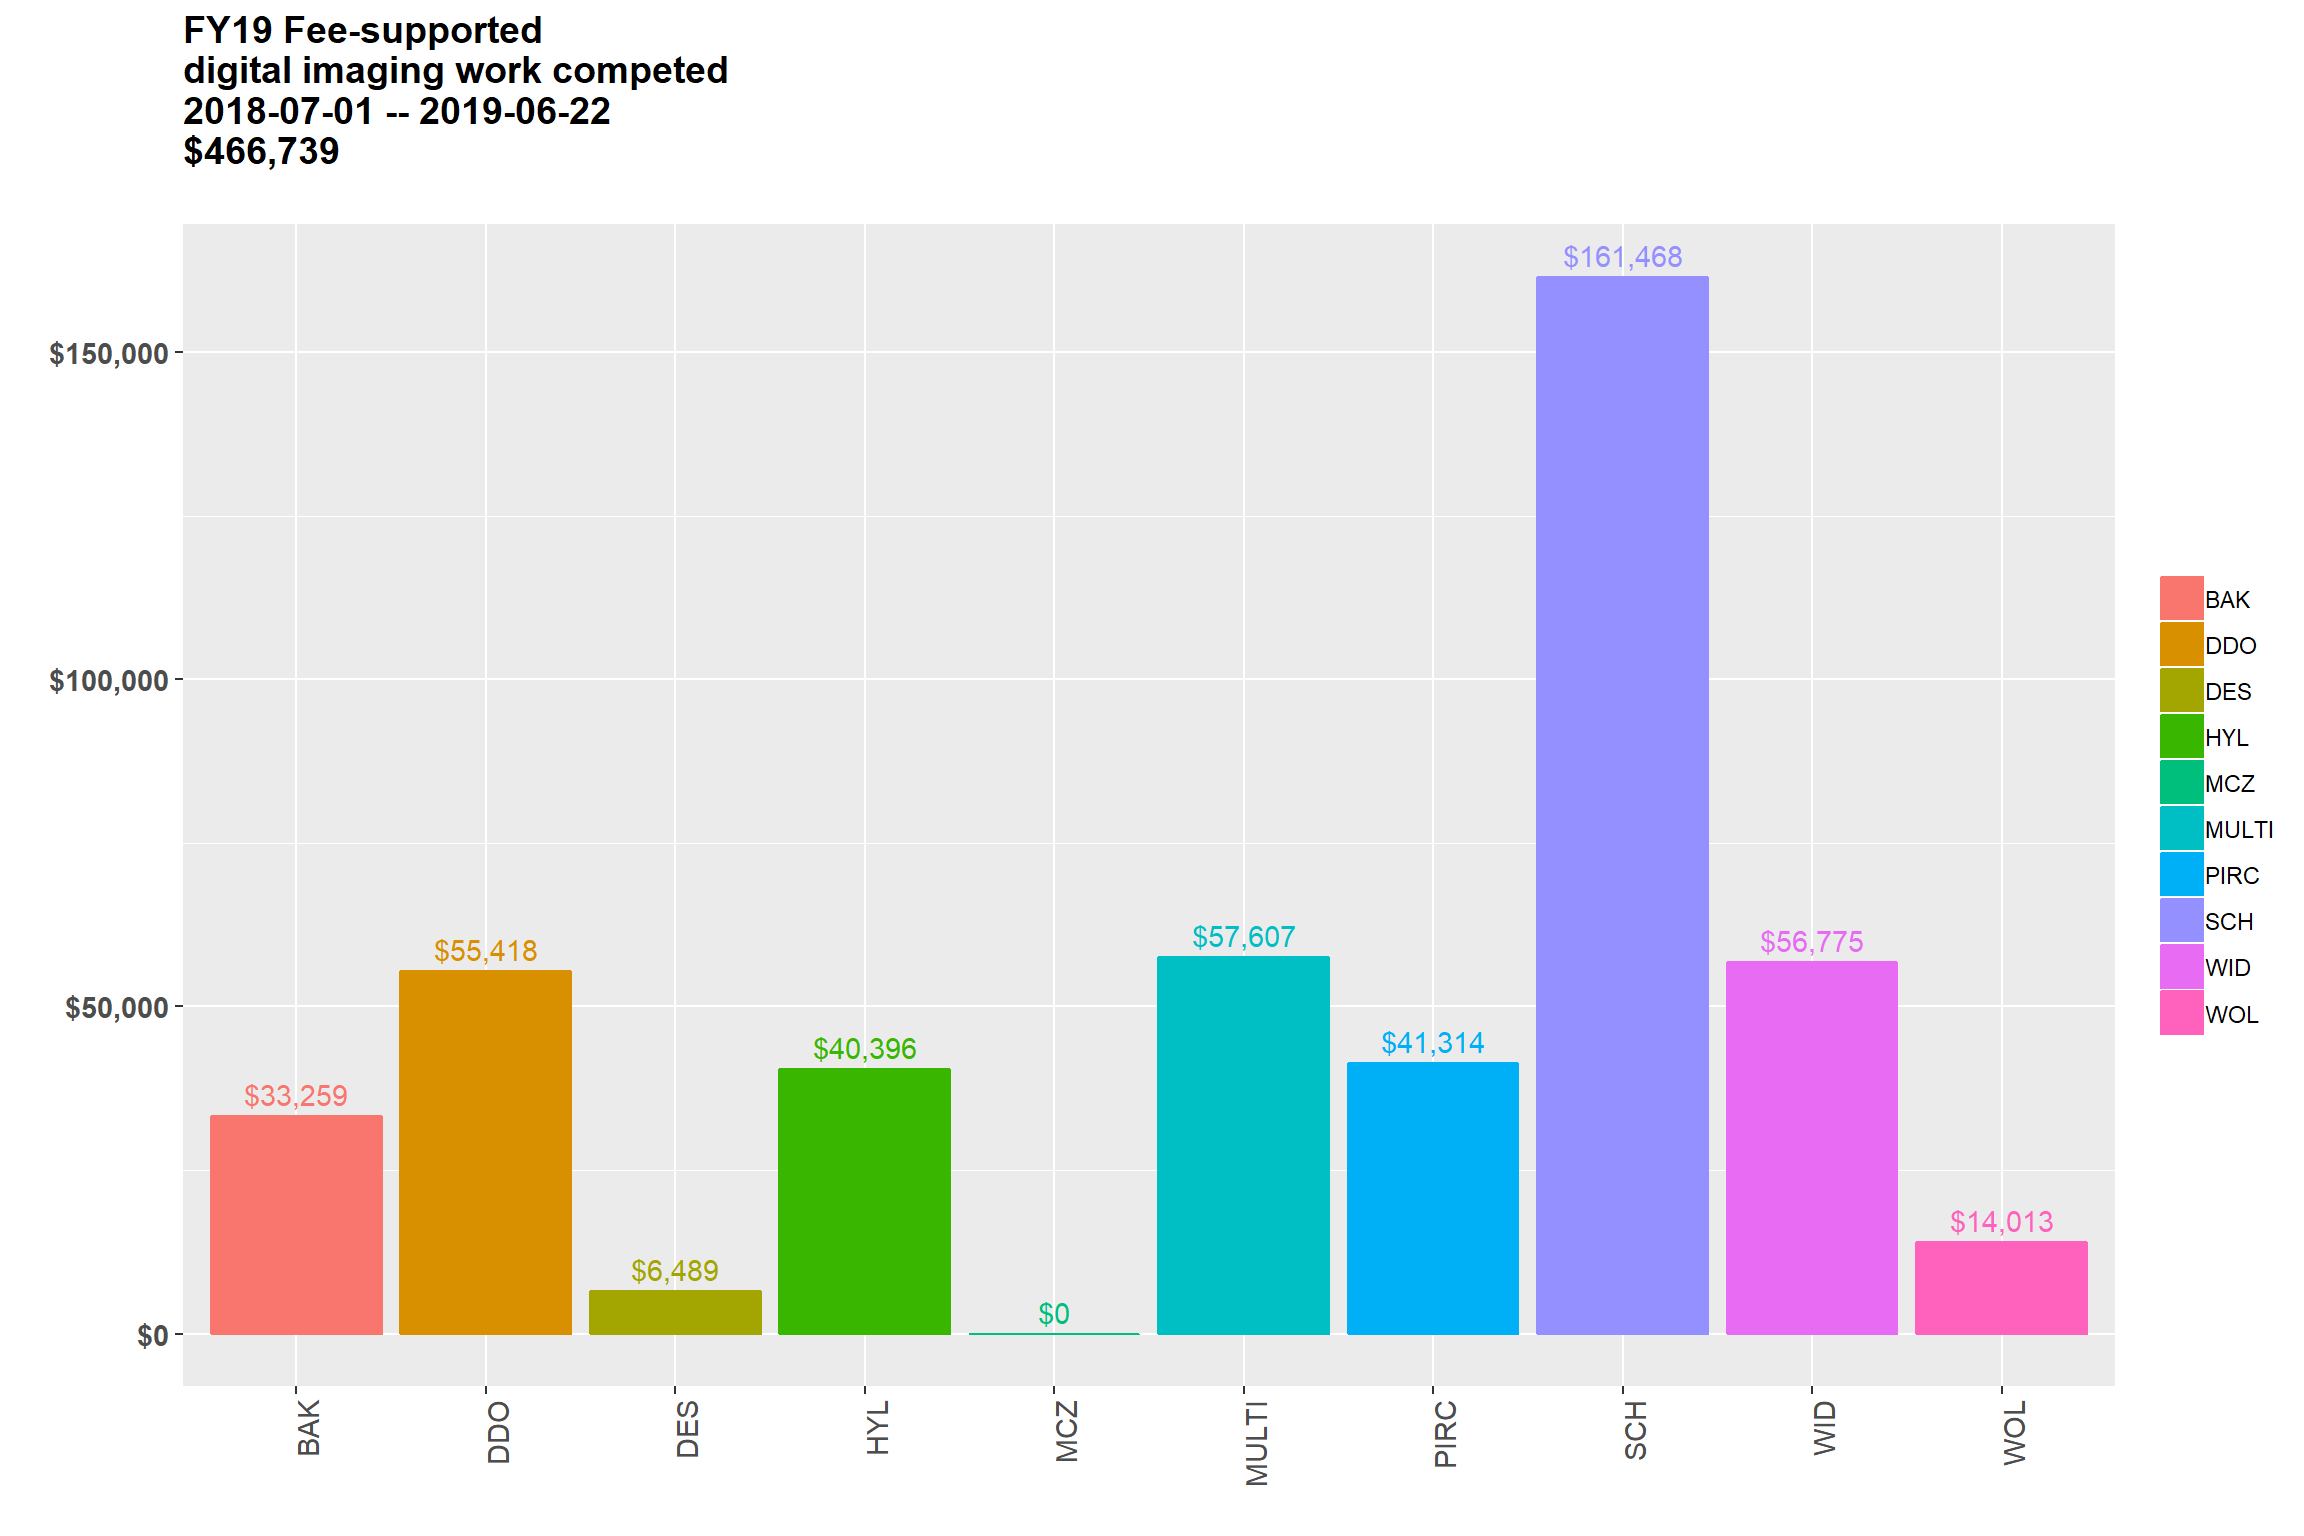 FY19 Fee-supported
digital imaging work competed
2018-07-01 -- 2019-06-22
$466,739
$161,468
$150,000
$100,000
$57,607
$56,775
$55,418
$50,000
$41,314
$40,396
$33,259
$14,013
$6,489
$0
$0
BAK
DDO
DES
HYL
MCZ
MULTI
PIRC
SCH
WID
WOL
BAK
DDO
DES
HYL
MCZ
MULTI
PIRC
SCH
WID
WOL